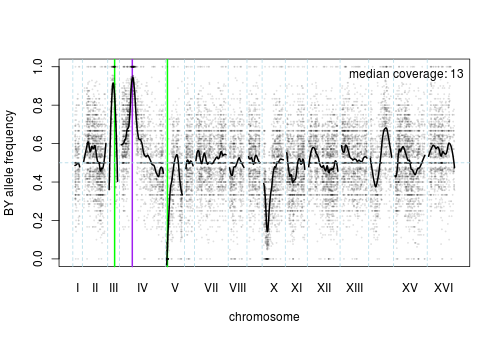 median coverage: 13
BY allele frequency
1.0
0.8
0.6
0.4
0.2
0.0
I II III IV V VII VIII X XI XII XIII XV XVI
chromosome